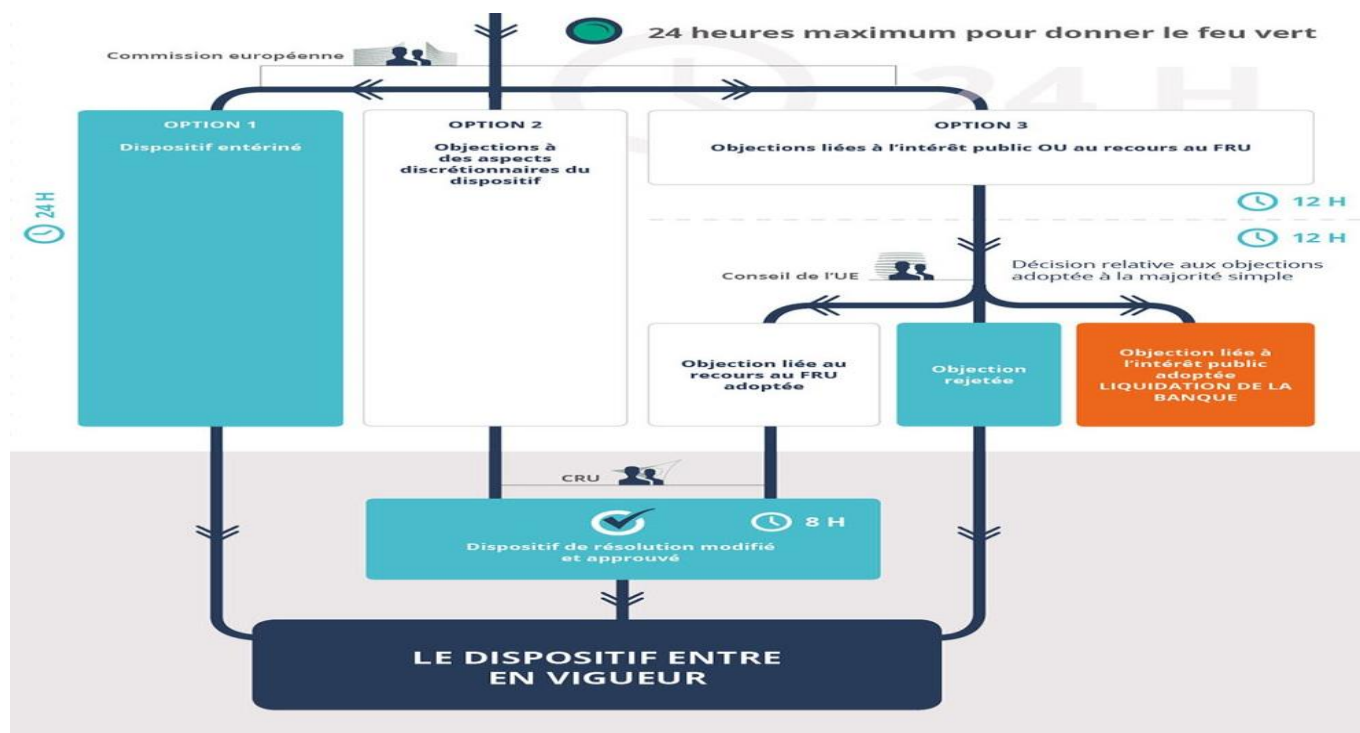 24 heures maximum pour donner le feu vert
Commission européenne
24 H
OPTION 1
Dispositif entériné
OPTION 2
Objections à
des aspects
discrétionnaires du
dispositif
OPTION 3
Objections liées à l'intérêt public OU au recours au FRU
24 H
12 H
12 H
Conseil de l'UE
Décision relative aux objections
adoptée à la majorité simple
Objection liée au
recours au FRU
adoptée
Objection
rejetée
Objection liée à
l'intérêt public
adoptée
LIQUIDATION DE LA
BANQUE
CRU
8 H
Dispositif de résolution modifié
et approuvé
LE DISPOSITIF ENTRE
EN VIGUEUR